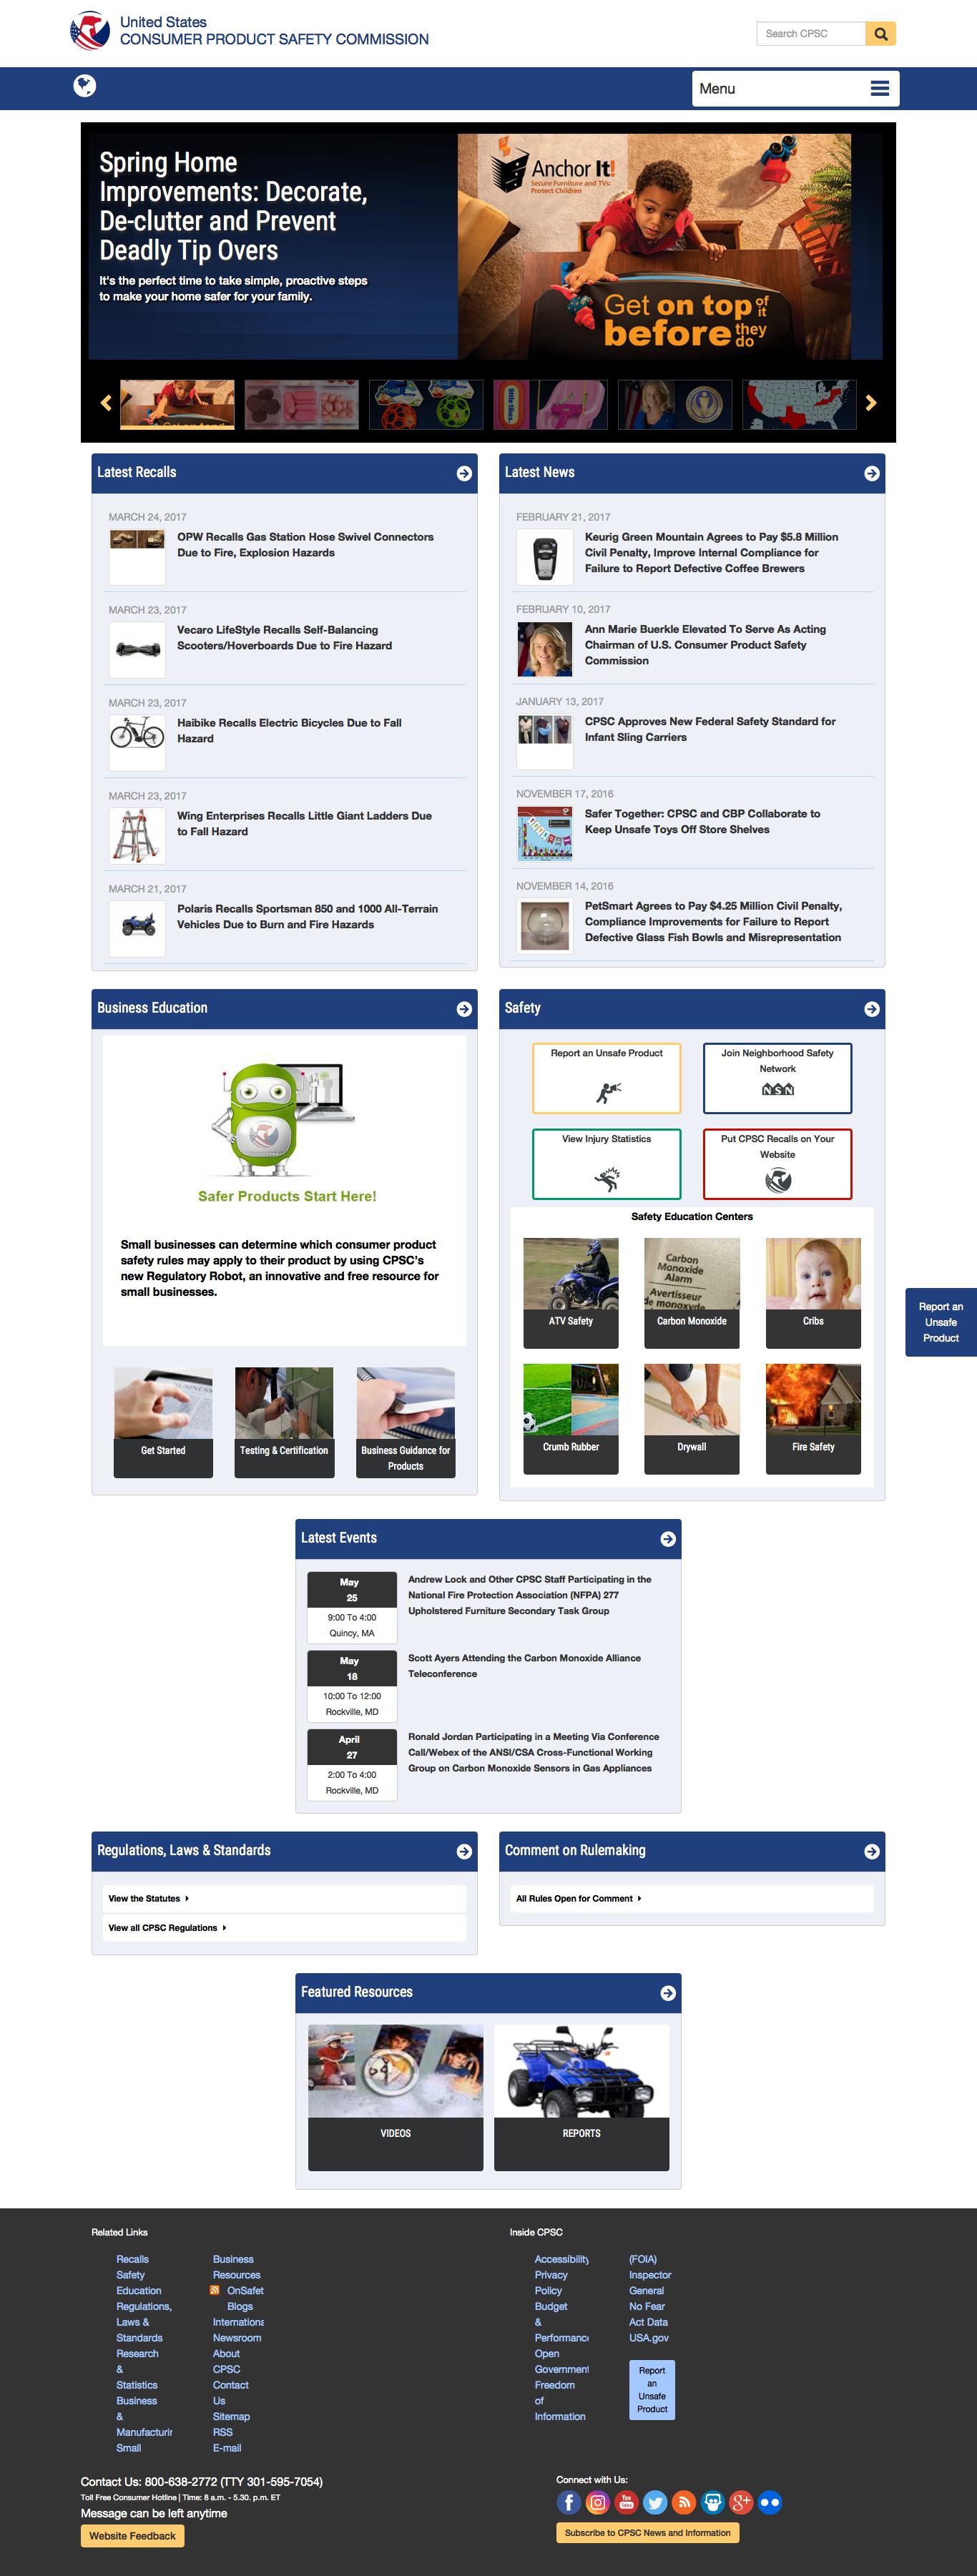 United States
CONSUMER PRODUCT SAFETY COMMISSION
Search CPSC
Menu
Spring Home
Improvements: Decorate,
De-clutter and Prevent
Deadly Tip Overs
It's the perfect time to take simple, proactive steps
to make your home safer for your family.
Anchor It!
Secure Furniture and TVs:
Protect Children
Get on top of it
before they do
Latest Recalls
MARCH 24, 2017
OPW Recalls Gas Station Hose Swivel Connectors
Due to Fire, Explosion Hazards
MARCH 23, 2017
Vecaro LifeStyle Recalls Self-Balancing
Scooters/Hoverboards Due to Fire Hazard
MARCH 23, 2017
Haibike Recalls Electric Bicycles Due to Fall
Hazard
MARCH 23, 2017
Wing Enterprises Recalls Little Giant Ladders Due
to Fall Hazard
MARCH 21, 2017
Polaris Recalls Sportsman 850 and 1000 All-Terrain
Vehicles Due to Burn and Fire Hazards
Latest News
FEBRUARY 21, 2017
Keurig Green Mountain Agrees to Pay $5.8 Million
Civil Penalty, Improve Internal Compliance for
Failure to Report Defective Coffee Brewers
FEBRUARY 10, 2017
Ann Marie Buerkle Elevated To Serve As Acting
Chairman of U.S. Consumer Product Safety
Commission
JANUARY 13, 2017
CPSC Approves New Federal Safety Standard for
Infant Sling Carriers
NOVEMBER 17, 2016
Safer Together: CPSC and CBP Collaborate to
Keep Unsafe Toys Off Store Shelves
NOVEMBER 14, 2016
PetSmart Agrees to Pay $4.25 Million Civil Penalty,
Compliance Improvements for Failure to Report
Defective Glass Fish Bowls and Misrepresentation
Business Education
Safer Products Start Here!
Small businesses can determine which consumer product
safety rules may apply to their product by using CPSC's
new Regulatory Robot, an innovative and free resource for
small businesses.
Get Started
Testing & Certification
Business Guidance for
Products
Safety
Report an Unsafe Product
Join Neighborhood Safety
Network
NSN
View Injury Statistics
Put CPSC Recalls on Your
Website
Safety Education Centers
Carbon
Monoxide
Alarm
Avertisseur
de monoxyde
ATV Safety
Carbon Monoxide
Cribs
Crumb Rubber
Drywall
Fire Safety
Report an
Unsafe
Product
Latest Events
May
25
9:00 To 4:00
Quincy, MA
Andrew Lock and Other CPSC Staff Participating in the
National Fire Protection Association (NFPA) 277
Upholstered Furniture Secondary Task Group
May
18
10:00 To 12:00
Rockville, MD
Scott Ayers Attending the Carbon Monoxide Alliance
Teleconference
April
27
2:00 To 4:00
Rockville, MD
Ronald Jordan Participating in a Meeting Via Conference
Call/Webex of the ANSI/CSA Cross-Functional Working
Group on Carbon Monoxide Sensors in Gas Appliances
Regulations, Laws & Standards
View the Statutes
View all CPSC Regulations
Comment on Rulemaking
All Rules Open for Comment
Featured Resources
VIDEOS
REPORTS
Related Links
Recalls
Safety
Education
Regulations,
Laws &
Standards
Research
&
Statistics
Business
&
Manufacturir
Small
Business
Resources
OnSafet
Blogs
Internationa
Newsroom
About
CPSC
Contact
Us
Sitemap
RSS
E-mail
Inside CPSC
Accessibility
Privacy
Policy
Budget
&
Performanc
Open
Government
Freedom
of
Information
(FOIA)
Inspector
General
No Fear
Act Data
USA.gov
Report
an
Unsafe
Product
Contact Us: 800-638-2772 (TTY 301-595-7054)
Toll Free Consumer Hotline | Time: 8 a.m. - 5.30. p.m. ET
Message can be left anytime
Website Feedback
Connect with Us:
Subscribe to CPSC News and Information